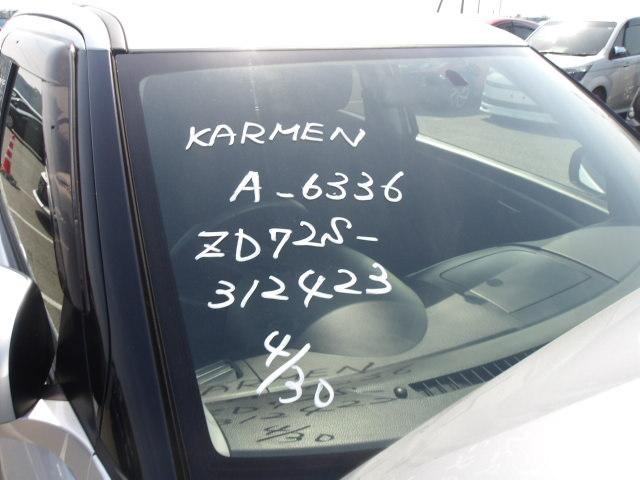 KARMEN
A-6336
ZD72S-
312423
4/30